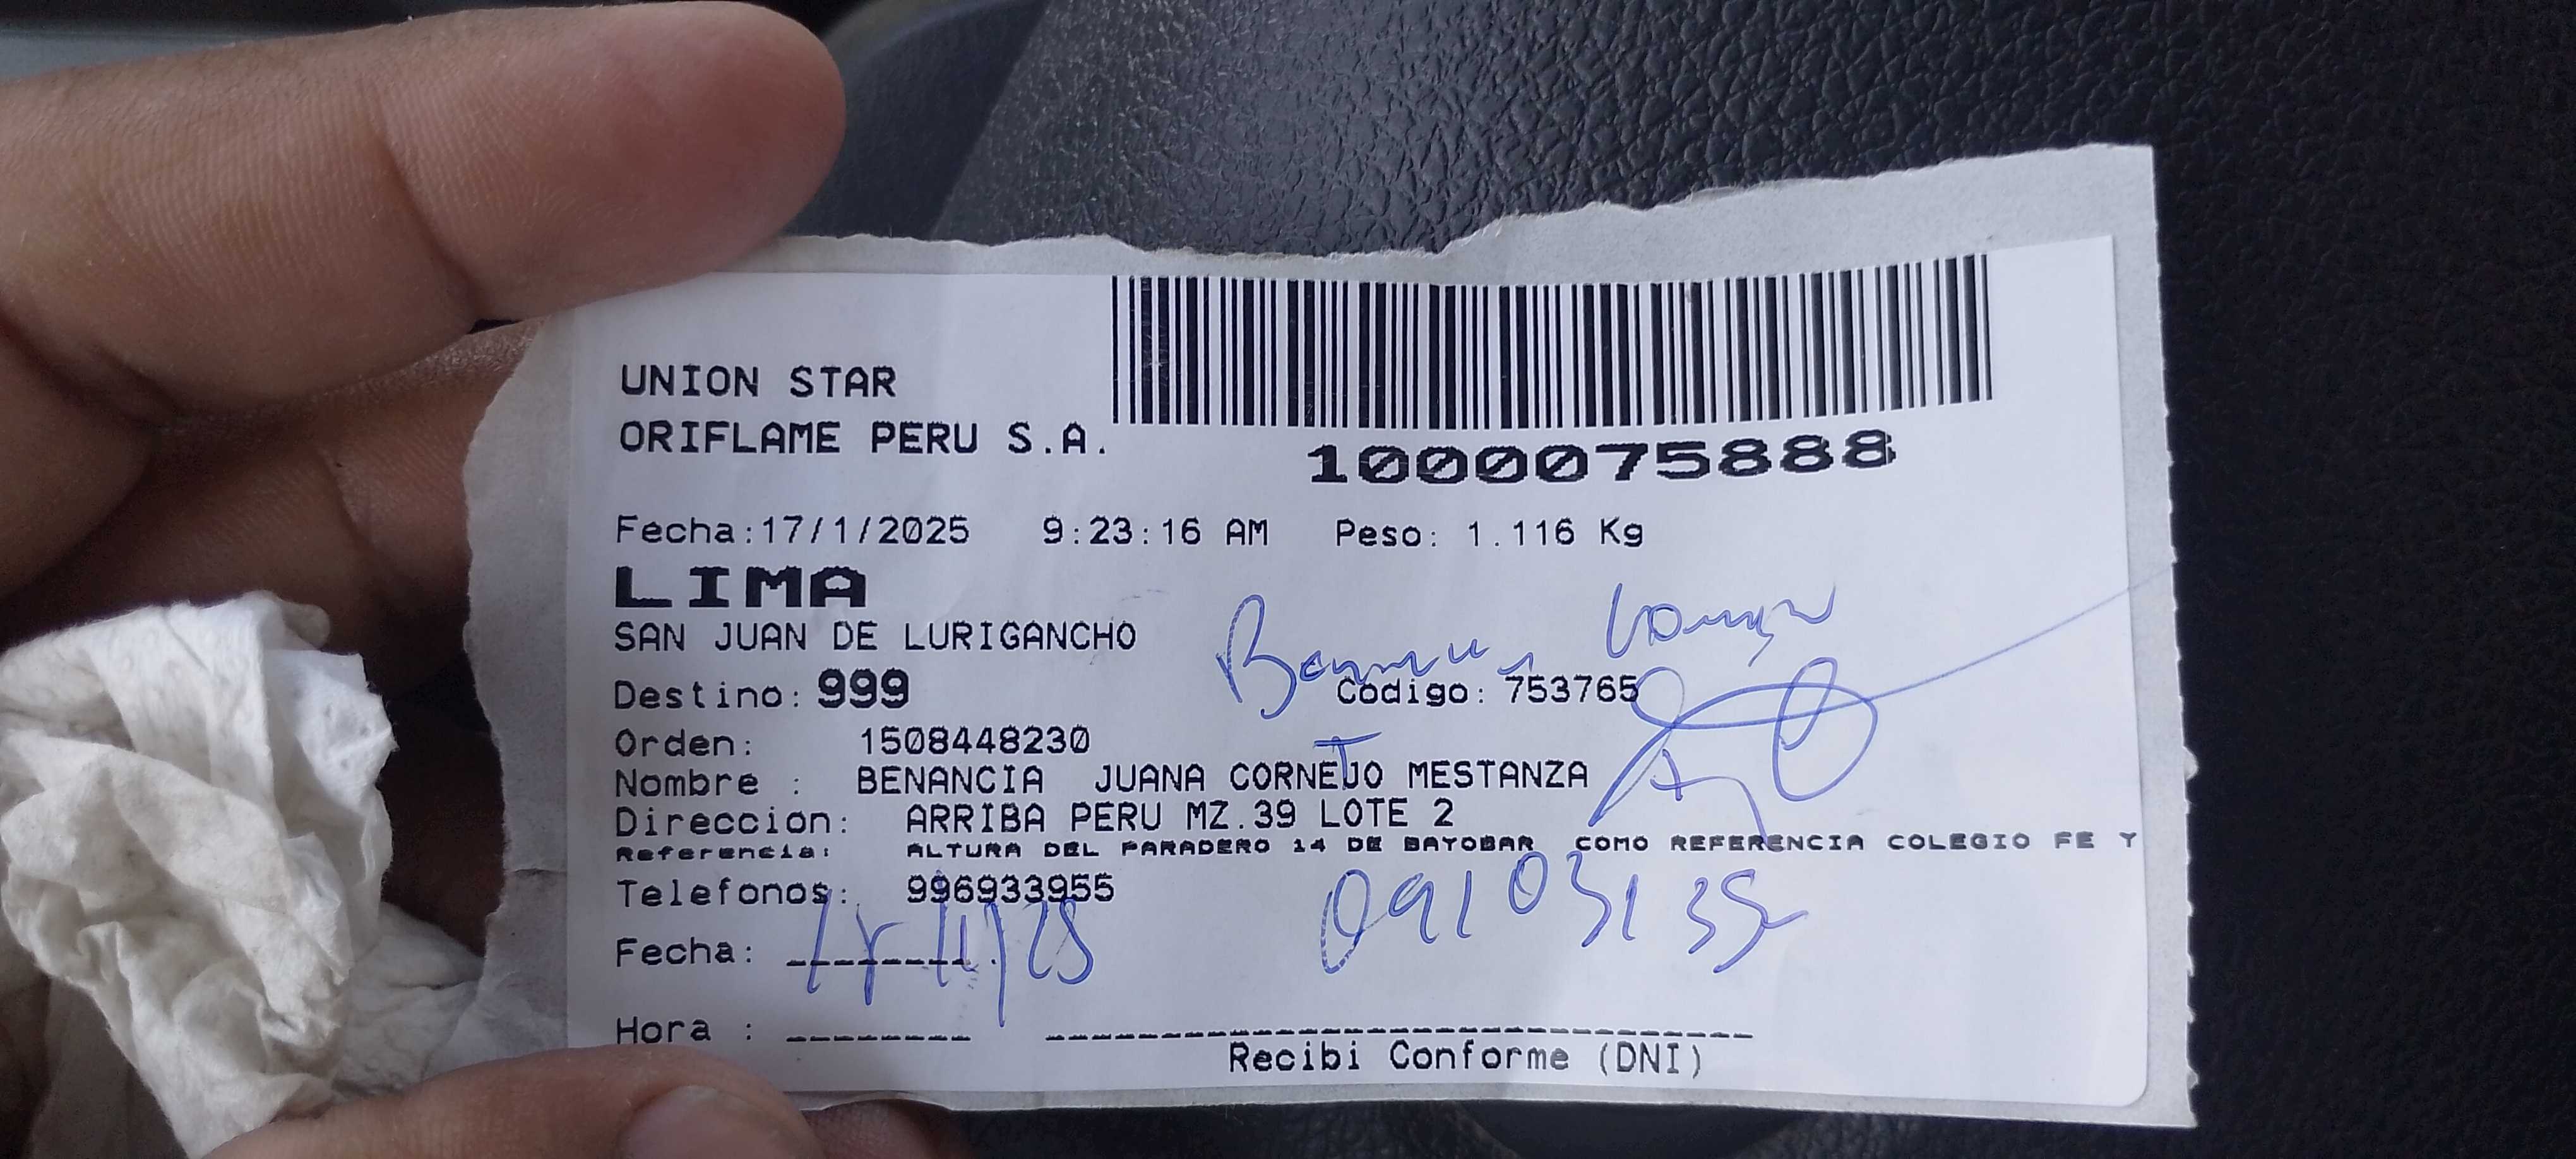 UNION STAR
ORIFLAME PERU S.A.
1000075888
Fecha:17/1/2025 9:23:16 AM Peso: 1.116 Kg
LIMA
SAN JUAN DE LURIGANCHO
Destino: 999 Codigo: 753765
Orden: 1508448230
Nombre : BENANCIA JUANA CORNEJO MESTANZA
Direccion: ARRIBA PERU MZ.39 LOTE 2
Referencia: ALTURA DEL PARADERO 14 DE BAYOBAR COMO REFERENCIA COLEGIO FE Y
Telefonos: 996933955
Fecha:
Hora :
Recibi Conforme (DNI)